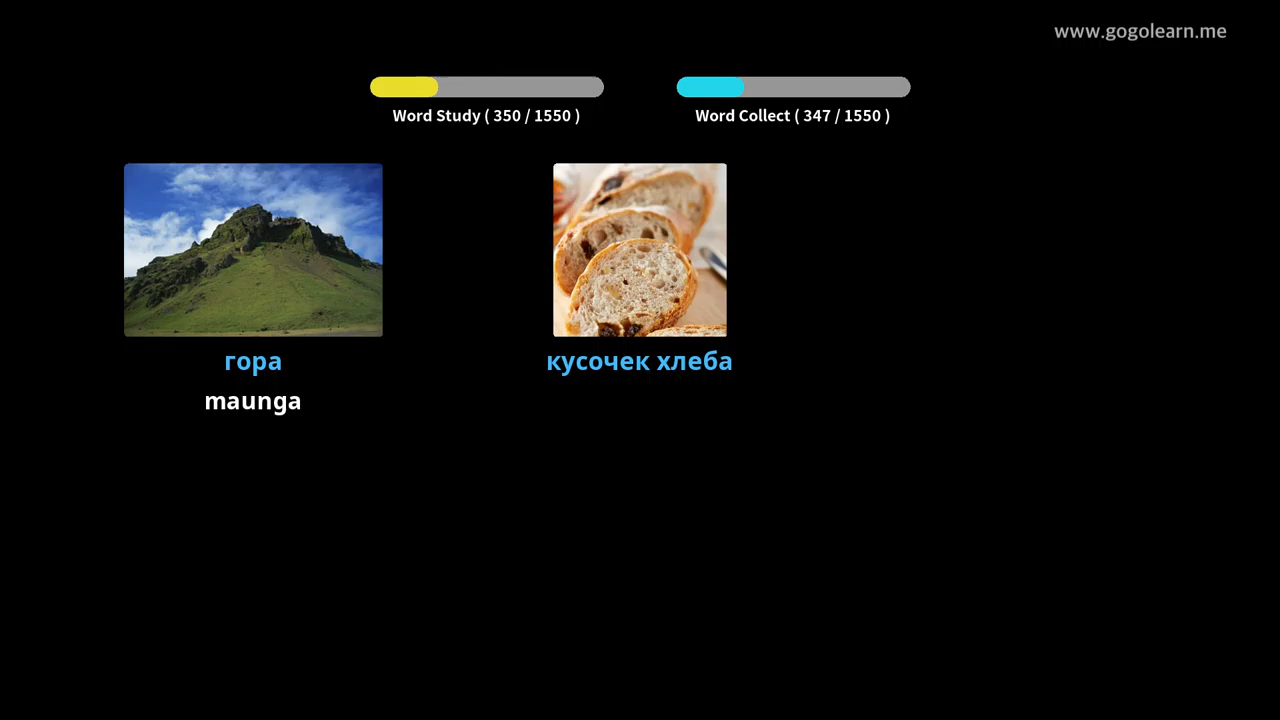 www.gogolearn.me
Word Study ( 350 / 1550 )
Word Collect ( 347 / 1550 )
гора
кусочек хлеба
maunga